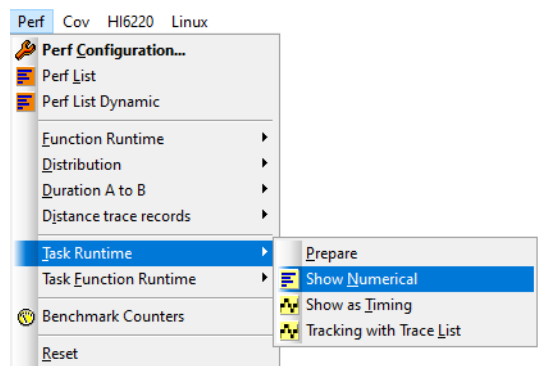 Perf Cov HI6220 Linux
Perf Configuration...
Perf List
Perf List Dynamic
Function Runtime
Distribution
Duration A to B
Distance trace records
Task Runtime
Prepare
Task Function Runtime
Show Numerical
Show as Timing
Benchmark Counters
Tracking with Trace List
Reset